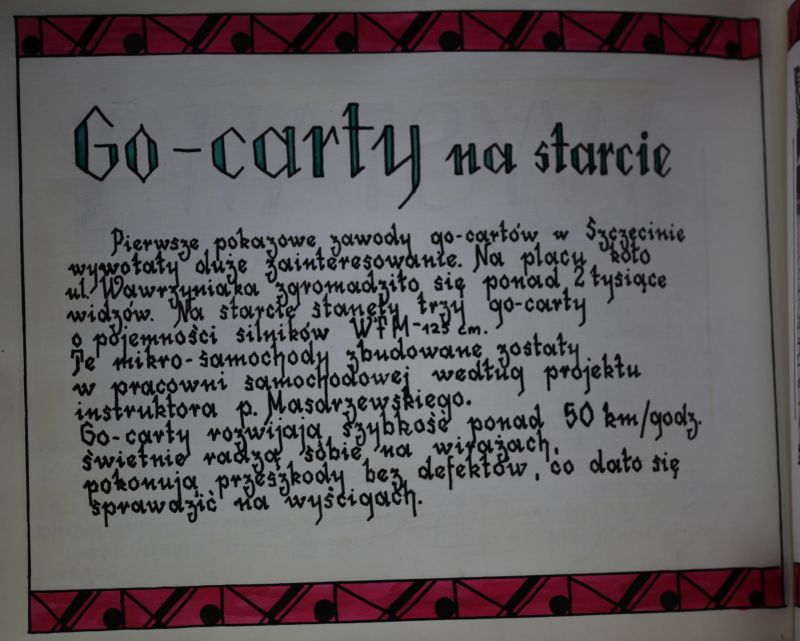 Go-carty na starcie
Pierwsze pokazowe zawody go-cartów w Szczecinie
wywołały duże zainteresowanie. Na placu koło
ul. Wawrzyniaka zgromadziło się ponad 2 tysiące
widzów. Na starcie stanęły trzy go-carty
o pojemności silników WFM-125 cm.
Te mikro-samochody zbudowane zostały
w pracowni samochodowej według projektu
instruktora p. Masarzewskiego.
Go-carty rozwijają szybkość ponad 50 km/godz.
świetnie radzą sobie na wirażach,
pokonują przeszkody bez defektów, co dało się
sprawdzić na wyścigach.